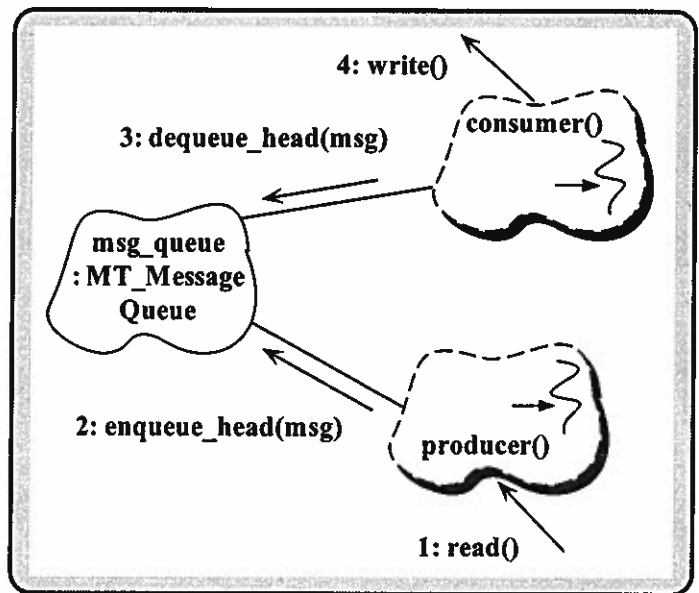 4: write()
consumer()
3: dequeue_head(msg)
msg_queue
: MT_Message
Queue
2: enqueue_head(msg)
producer()
1: read()